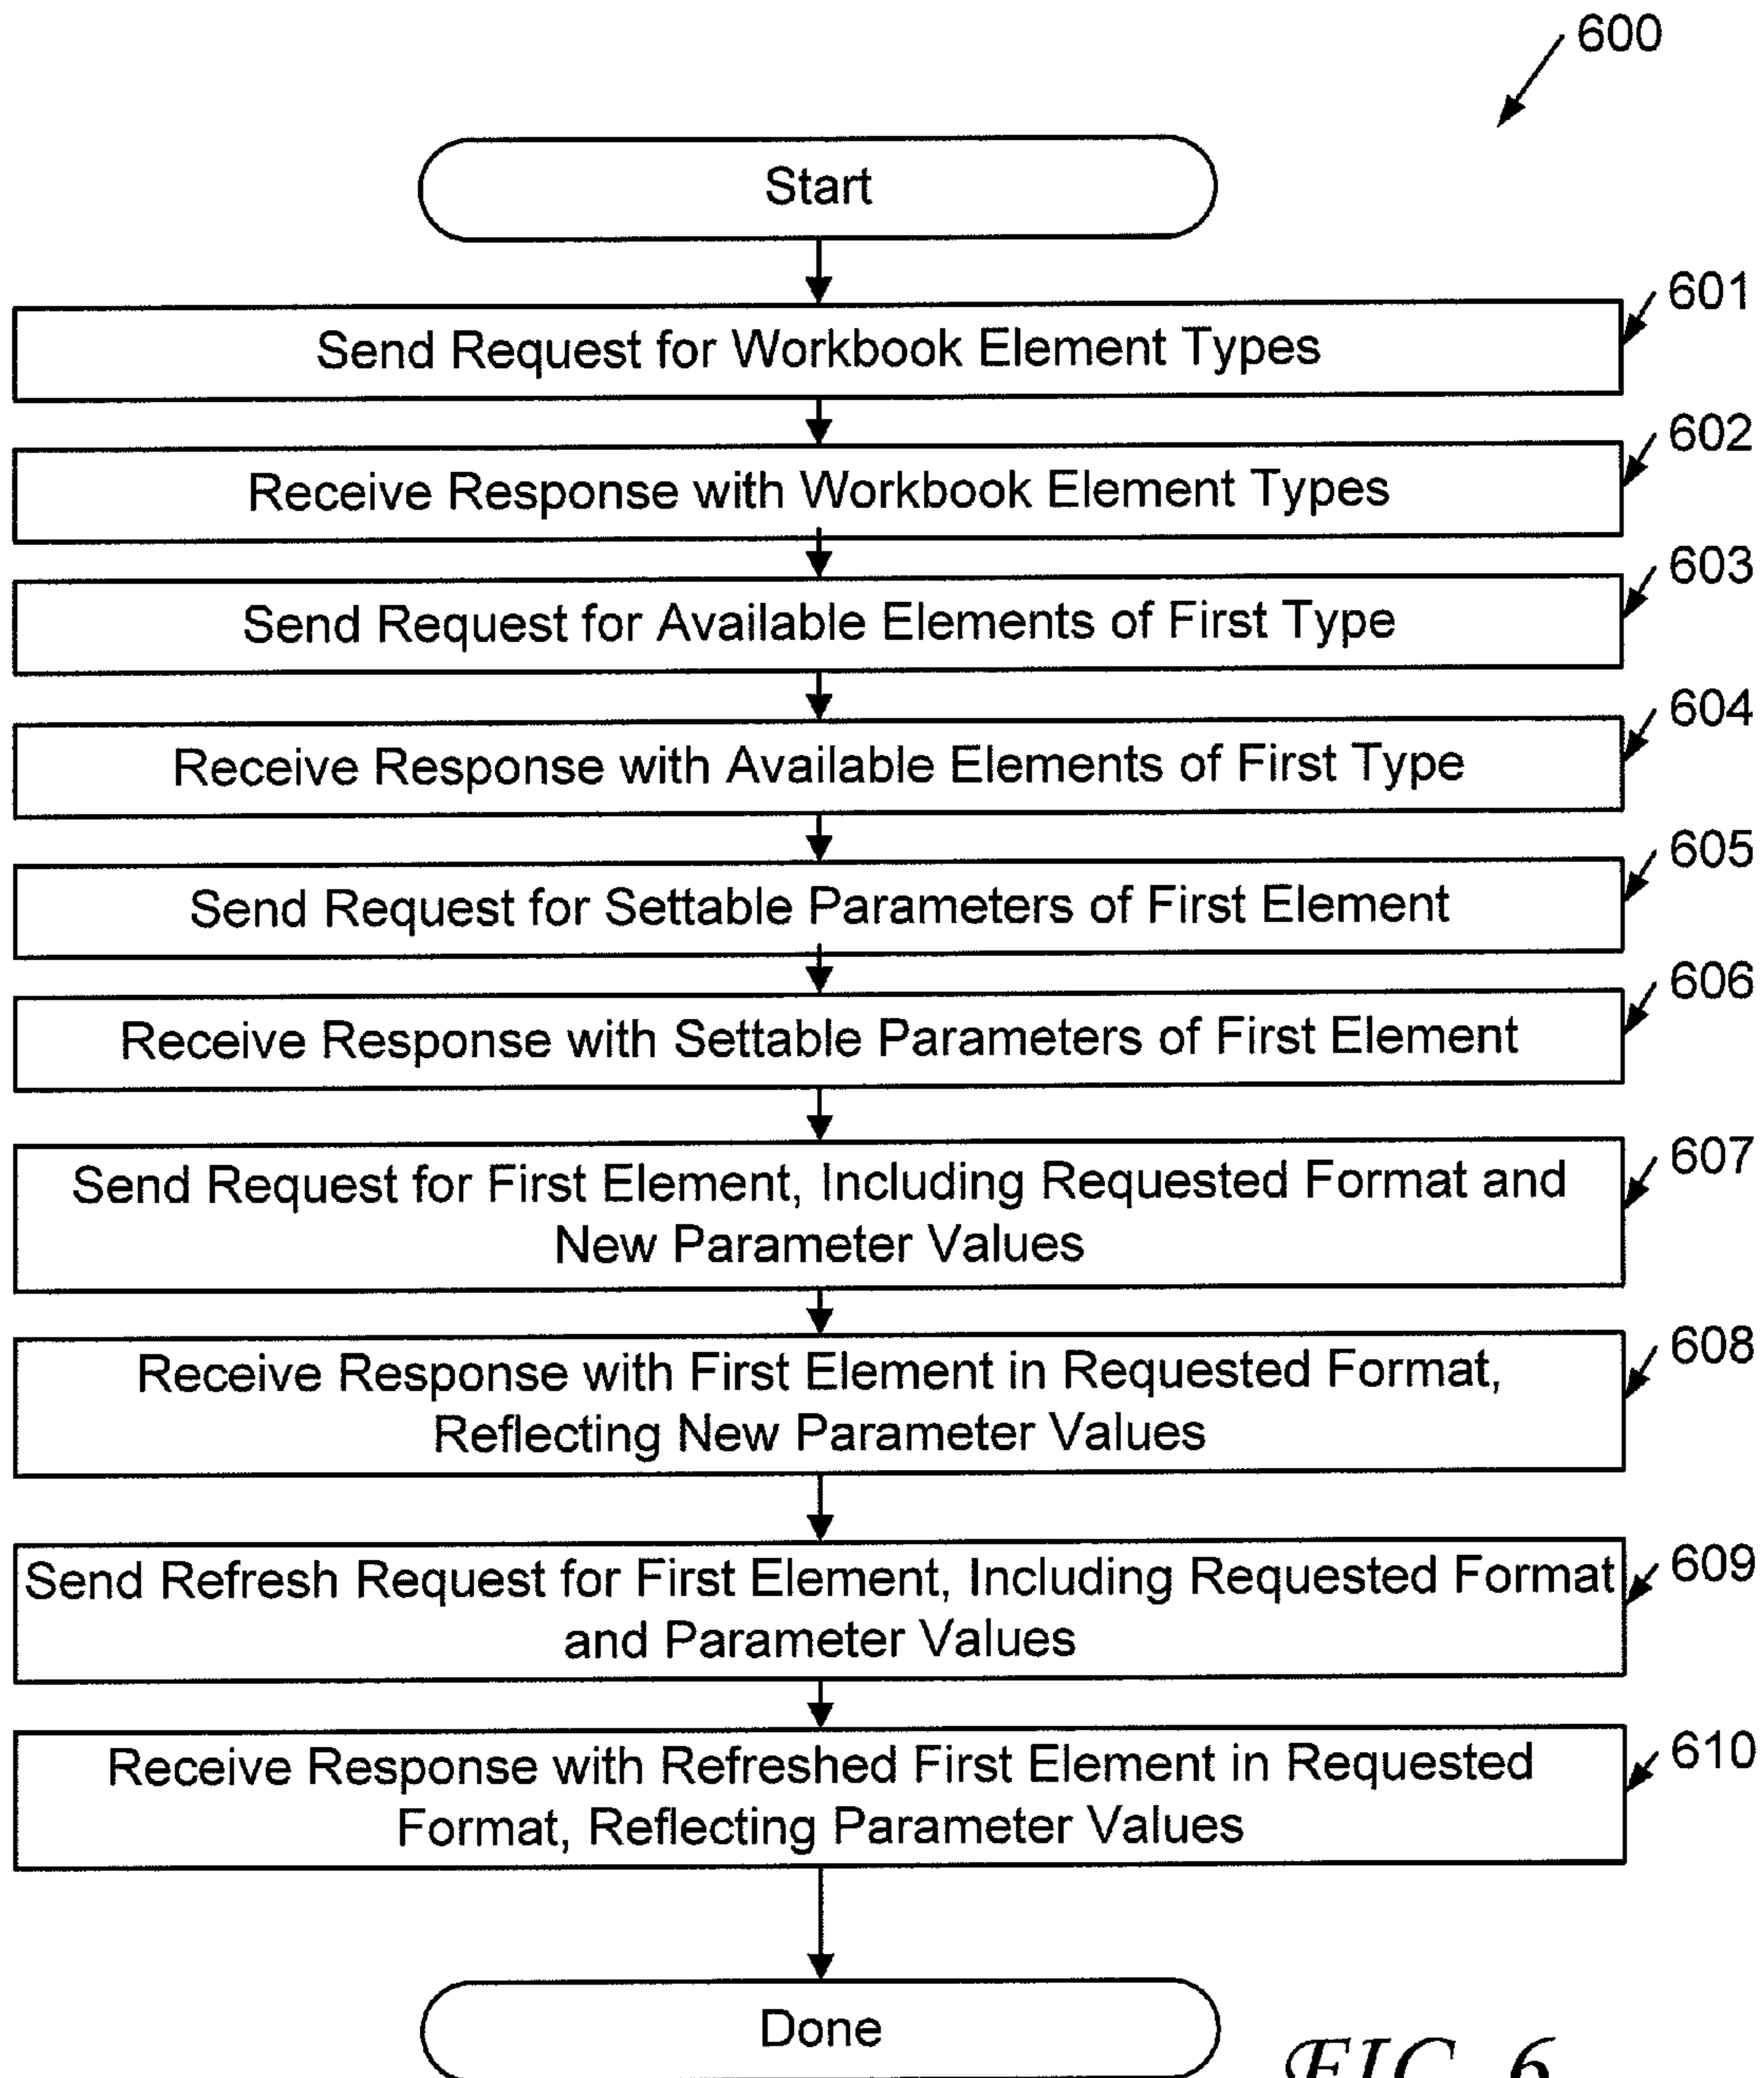 600
Start
601
Send Request for Workbook Element Types
602
Receive Response with Workbook Element Types
603
Send Request for Available Elements of First Type
604
Receive Response with Available Elements of First Type
605
Send Request for Settable Parameters of First Element
606
Receive Response with Settable Parameters of First Element
607
Send Request for First Element, Including Requested Format and
New Parameter Values
608
Receive Response with First Element in Requested Format,
Reflecting New Parameter Values
609
Send Refresh Request for First Element, Including Requested Format
and Parameter Values
610
Receive Response with Refreshed First Element in Requested
Format, Reflecting Parameter Values
Done
FIG. 6